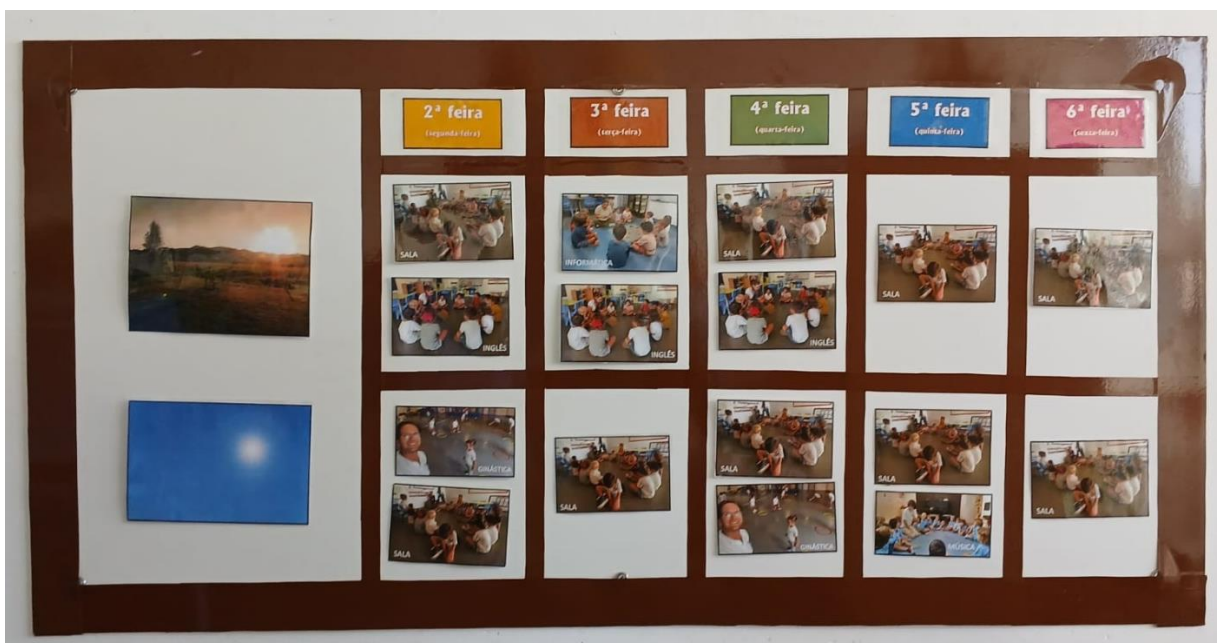 2ª feira
(segunda-feira)
3ª feira
(terça-feira)
4ª feira
(quarta-feira)
5ª feira
(quinta-feira)
6ª feira
(sexta-feira)
SALA
INFORMÁTICA
SALA
SALA
SALA
INGLÊS
INGLÊS
INGLÊS
GINÁSTICA
SALA
SALA
SALA
SALA
SALA
GINÁSTICA
MÚSICA